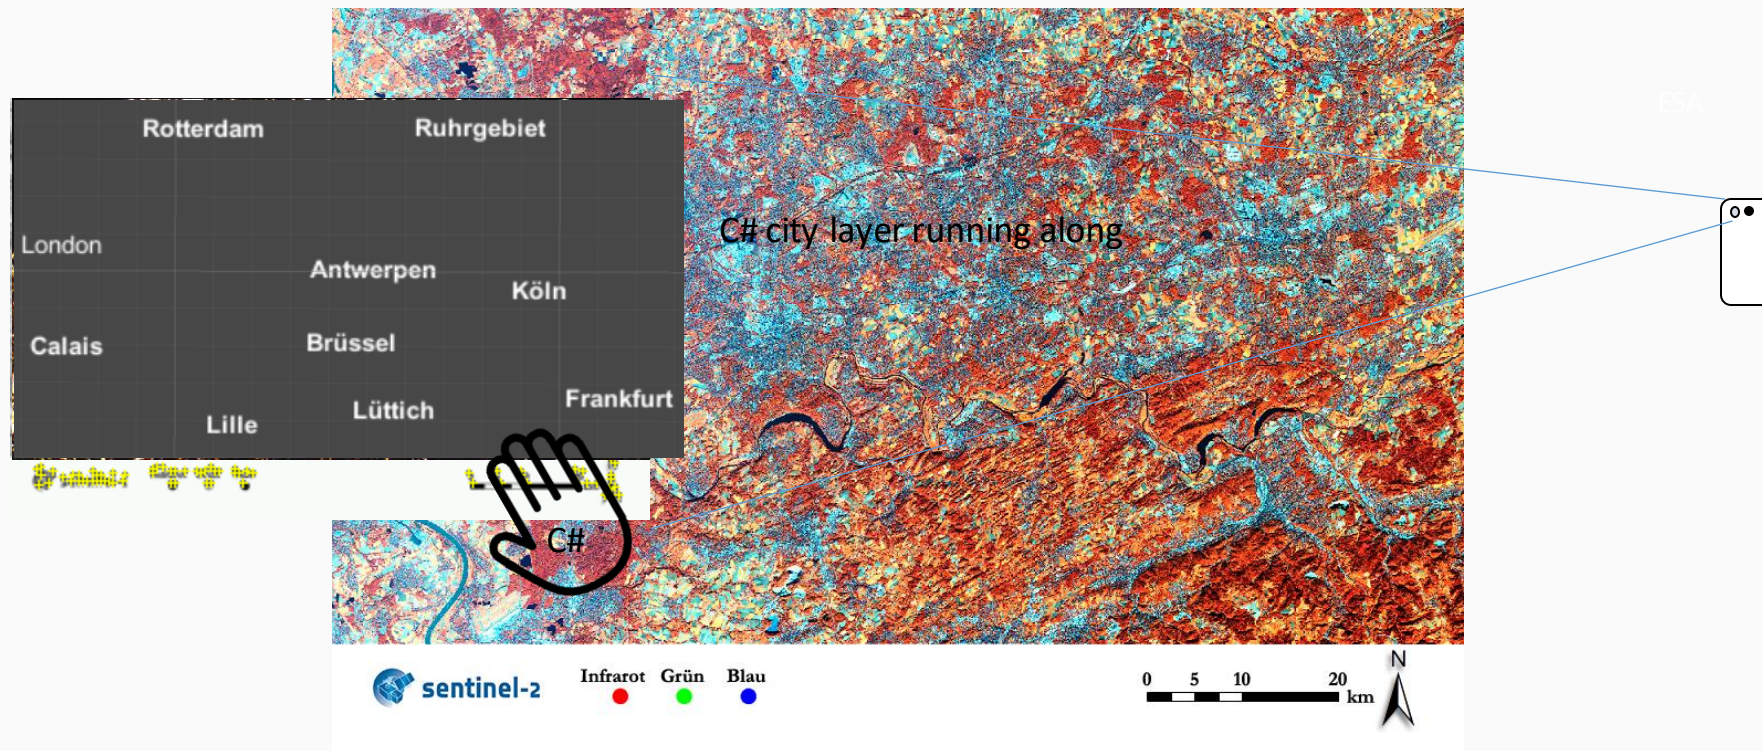 ESA
Rotterdam Ruhrgebiet
C# city layer running along
London
Antwerpen
Köln
Brüssel
Calais
Frankfurt
Lüttich
Lille
C#
sentinel-2
Infrarot Grün Blau
0 5 10 20
km
N